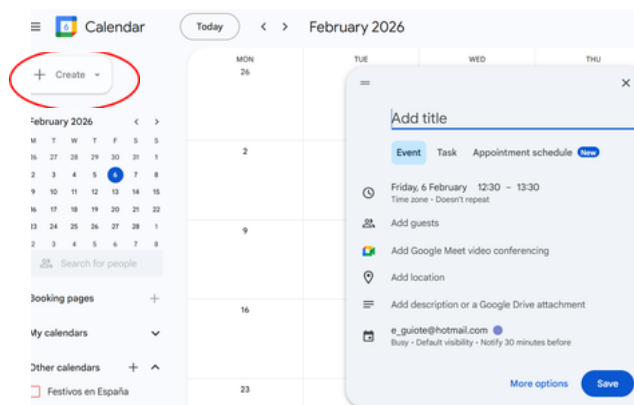 6 Calendar Today < > February 2026
+ Create
February 2026 < >
M T W T F S S
26 27 28 29 30 31 1
2 3 4 5 6 7 8
9 10 11 12 13 14 15
16 17 18 19 20 21 22
23 24 25 26 27 28 1
2 3 4 5 6 7 8
Search for people
Booking pages +
My calendars
Other calendars +
Festivos en España
MON TUE WED THU
26
2
9
16
23
Add title
Event Task Appointment schedule New
Friday, 6 February 12:30 – 13:30
Time zone • Doesn't repeat
Add guests
Add Google Meet video conferencing
Add location
Add description or a Google Drive attachment
e_guiote@hotmail.com
Busy • Default visibility • Notify 30 minutes before
More options Save